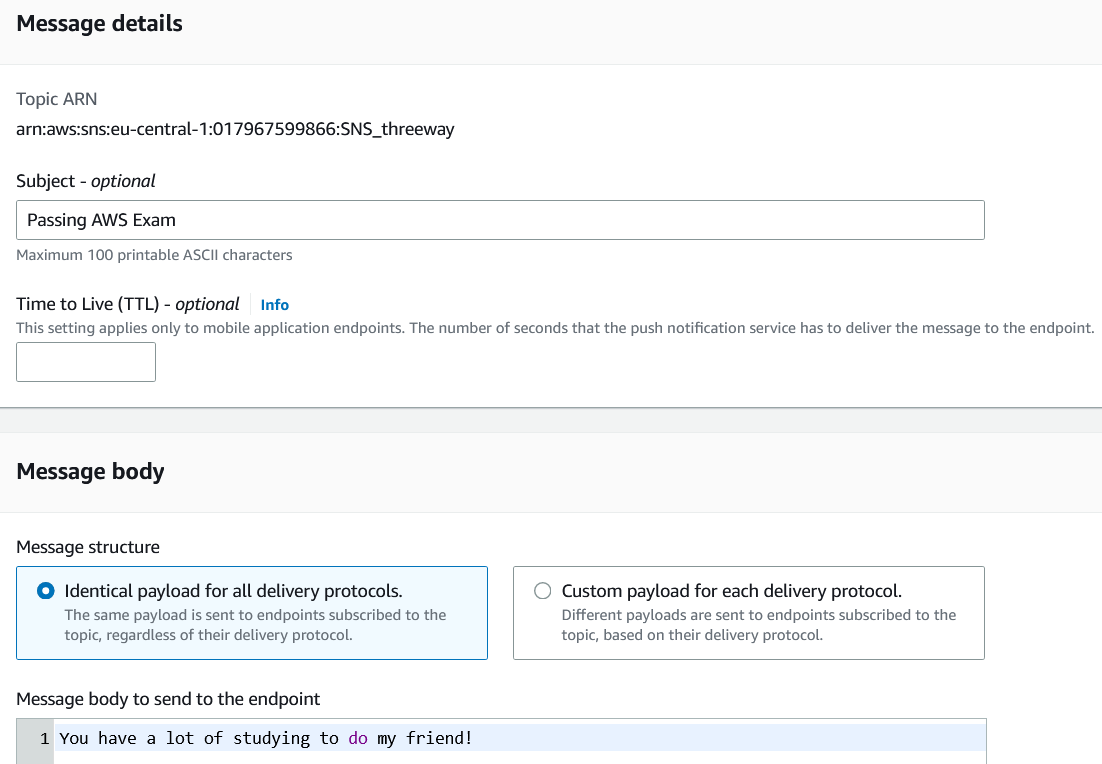 Message details
Topic ARN
arn:aws:sns:eu-central-1:017967599866:SNS_threeway
Subject - optional
Passing AWS Exam
Maximum 100 printable ASCII characters
Time to Live (TTL) - optional Info
This setting applies only to mobile application endpoints. The number of seconds that the push notification service has to deliver the message to the endpoint.
Message body
Message structure
Identical payload for all delivery protocols.
The same payload is sent to endpoints subscribed to the
topic, regardless of their delivery protocol.
Custom payload for each delivery protocol.
Different payloads are sent to endpoints subscribed to the
topic, based on their delivery protocol.
Message body to send to the endpoint
1 You have a lot of studying to do my friend!